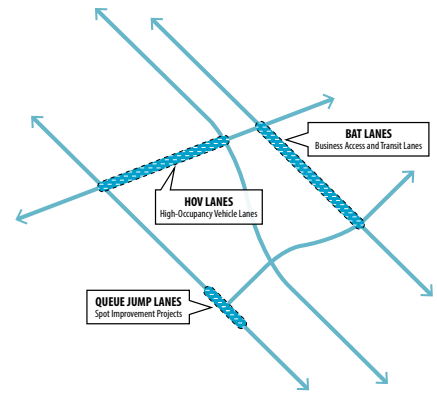 BAT LANES
Business Access and Transit Lanes
HOV LANES
High-Occupancy Vehicle Lanes
QUEUE JUMP LANES
Spot Improvement Projects